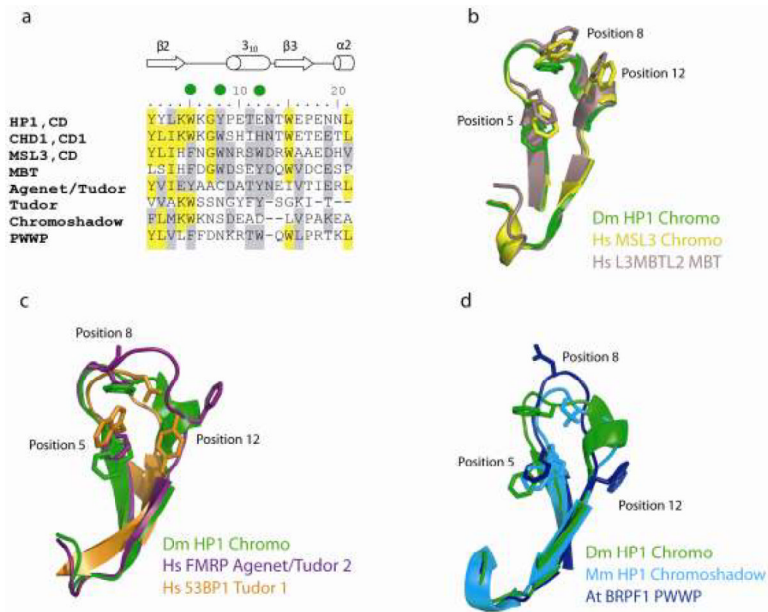 a
β2 3₁₀ β3 α2
10 20
HP1,CD YYLKWKGYPETENTWEPENNL
CHD1,CD1 YLIKWKGWSHIHNTWETEETL
MSL3,CD YLIHFNGWNRSWDRWAAEDHV
MBT LSIHFDGWDSEYDQWVDCESP
Agenet/Tudor YVIEYAACDATYNEIVTIERL
Tudor VVAKWSSNGYFY-SGKI-T--
Chromoshadow FLMKWKNSDEAD-LVPAKEA
PWWP YLVLFFDNKRTW-QWLPRTKL
b
Position 8
Position 12
Position 5
Dm HP1 Chromo
Hs MSL3 Chromo
Hs L3MBTL2 MBT
c
Position 8
Position 5
Position 12
Dm HP1 Chromo
Hs FMRP Agenet/Tudor 2
Hs 53BP1 Tudor 1
d
Position 8
Position 5
Position 12
Dm HP1 Chromo
Mm HP1 Chromoshadow
At BRPF1 PWWP